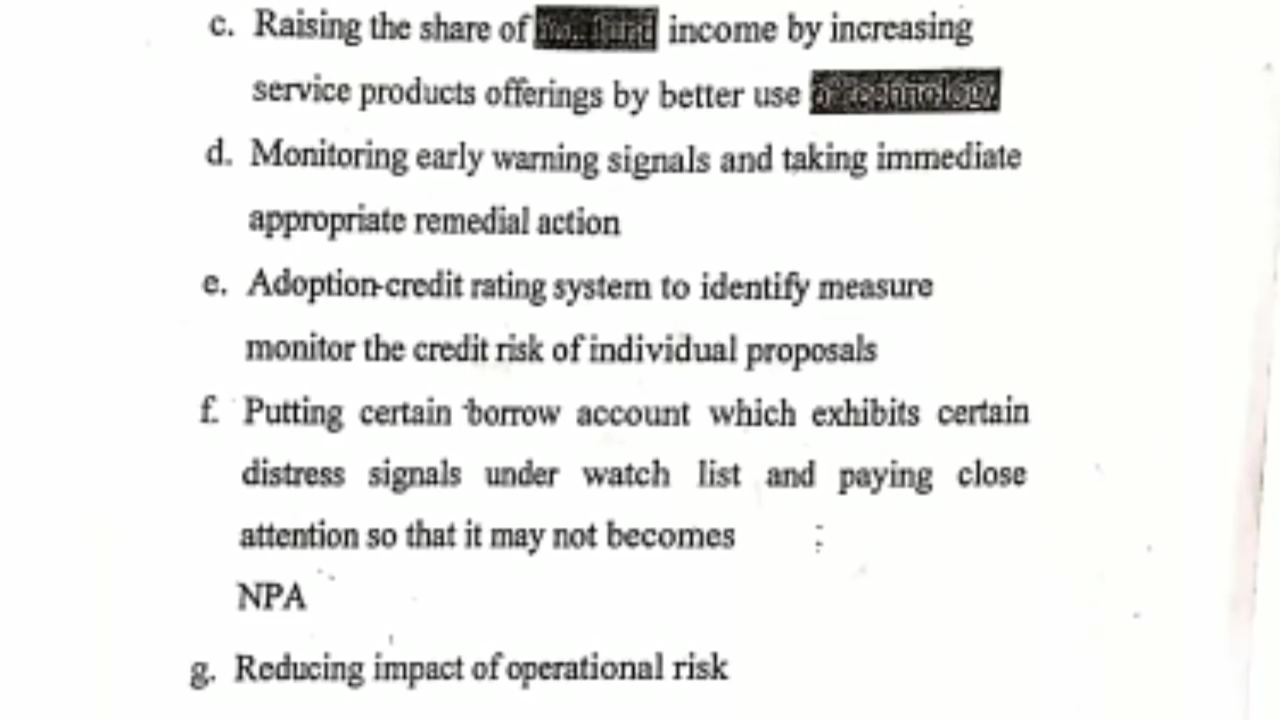 c. Raising the share of income by increasing
service products offerings by better use of technology
d. Monitoring early warning signals and taking immediate
appropriate remedial action
e. Adoption-credit rating system to identify measure
monitor the credit risk of individual proposals
f. Putting certain borrow account which exhibits certain
distress signals under watch list and paying close
attention so that it may not becomes
NPA
g. Reducing impact of operational risk